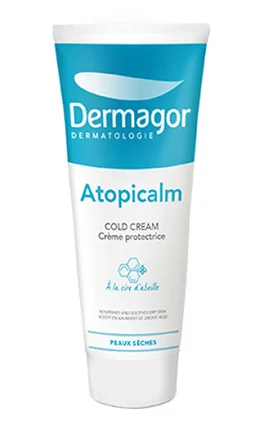 Dermagor
DERMATOLOGIE
Atopicalm
COLD CREAM
Crème protectrice
À la cire d'abeille
PEAUX SÈCHES